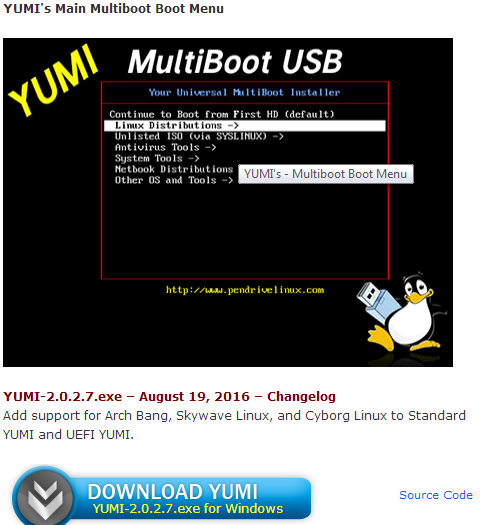 YUMI's Main Multiboot Boot Menu
YUMI MultiBoot USB
Your Universal MultiBoot Installer
Continue to Boot from First HD (default)
Linux Distributions ->
Unlisted ISO (via SYSLINUX) ->
Antivirus Tools ->
System Tools ->
Netbook Distributions
YUMI's - Multiboot Boot Menu
Other OS and Tools ->
http://www.pendrivelinux.com
YUMI-2.0.2.7.exe – August 19, 2016 – Changelog
Add support for Arch Bang, Skywave Linux, and Cyborg Linux to Standard
YUMI and UEFI YUMI.
DOWNLOAD YUMI
YUMI-2.0.2.7.exe for Windows
Source Code